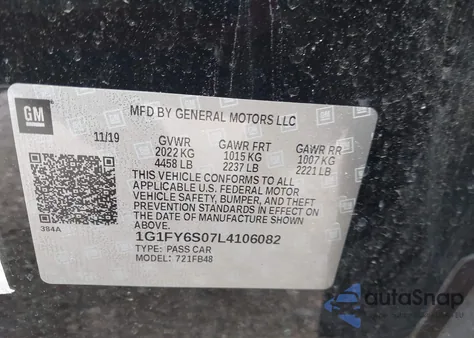 GM
MFD BY GENERAL MOTORS LLC
11/19 GVWR GAWR FRT GAWR RR
2022 KG 1015 KG 1007 KG
4458 LB 2237 LB 2221 LB
THIS VEHICLE CONFORMS TO ALL
APPLICABLE U.S. FEDERAL MOTOR
VEHICLE SAFETY, BUMPER, AND THEFT
PREVENTION STANDARDS IN EFFECT ON
THE DATE OF MANUFACTURE SHOWN
ABOVE.
384A
1G1FY6S07L4106082
TYPE: PASS CAR
MODEL: 721FB48
autoSnap